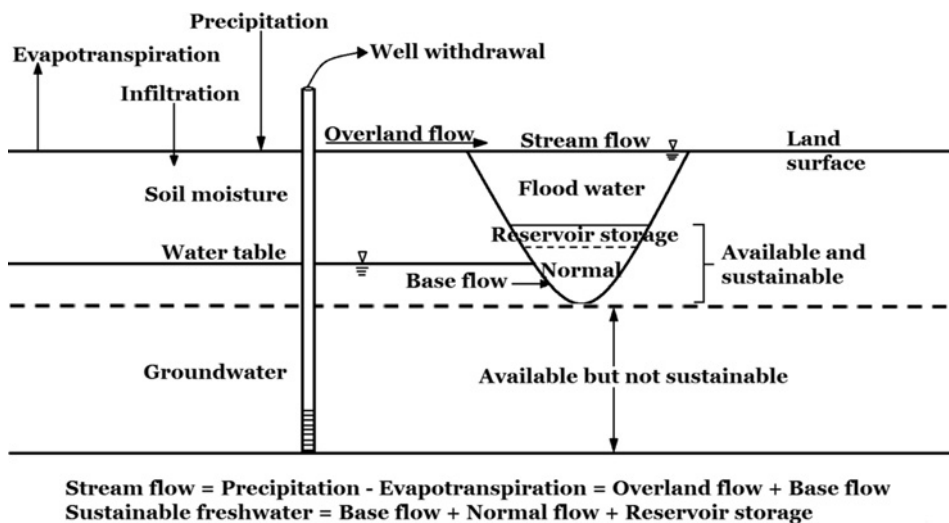 Precipitation
Evapotranspiration
Well withdrawal
Infiltration
Overland flow
Stream flow
Land
surface
Soil moisture
Flood water
Reservoir storage
Water table
Available and
sustainable
Normal
Base flow
Groundwater
Available but not sustainable
Stream flow = Precipitation - Evapotranspiration = Overland flow + Base flow
Sustainable freshwater = Base flow + Normal flow + Reservoir storage